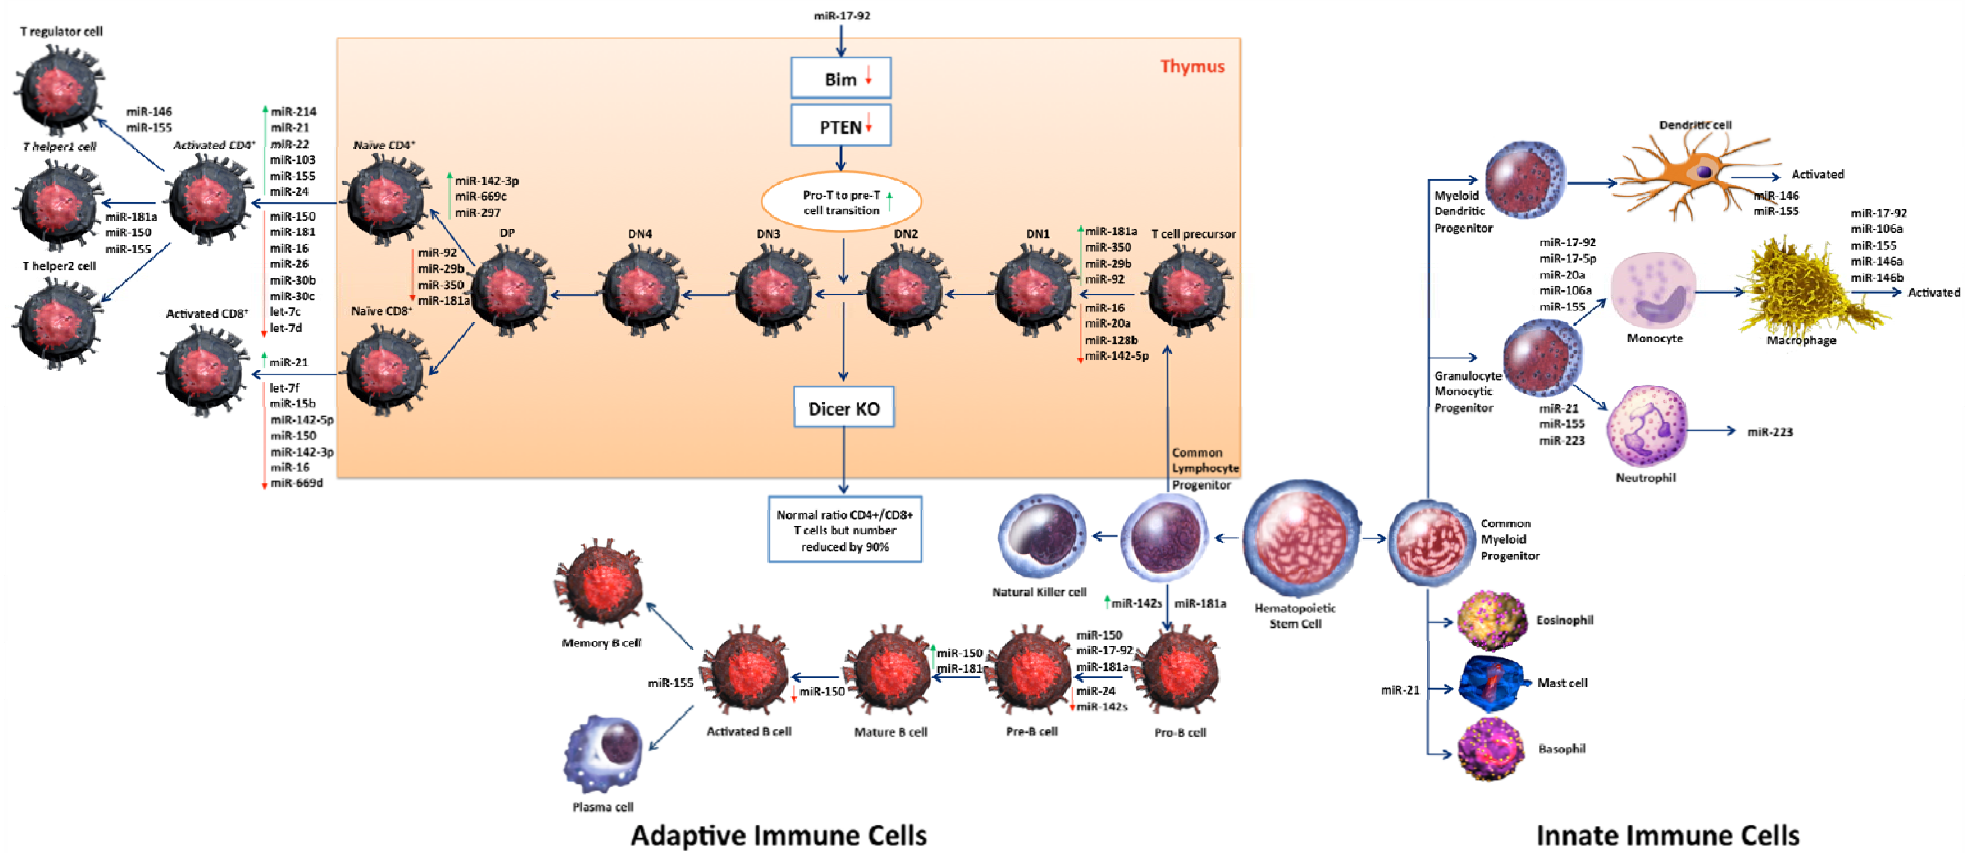 miR-17-92
Thymus
Bim
PTEN
Pro-T to pre-T
cell transition
T regulator cell
miR-146
miR-155
T helper1 cell
miR-181a
miR-150
miR-155
T helper2 cell
Activated CD4+
miR-214
miR-21
miR-22
miR-103
miR-155
miR-24
miR-150
miR-181
miR-16
miR-26
miR-30b
miR-30c
let-7c
let-7d
Activated CD8+
miR-21
let-7f
miR-15b
miR-142-5p
miR-150
miR-142-3p
miR-16
miR-669d
Naïve CD4+
miR-142-3p
miR-669c
miR-297
miR-92
miR-29b
miR-350
miR-181a
Naïve CD8+
DP
DN4
DN3
DN2
DN1
miR-181a
miR-350
miR-29b
miR-92
miR-16
miR-20a
miR-128b
miR-142-5p
T cell precursor
Dicer KO
Normal ratio CD4+/CD8+
T cells but number
reduced by 90%
Common
Lymphocyte
Progenitor
Natural Killer cell
miR-142s
miR-181a
Hematopoietic
Stem Cell
Common
Myeloid
Progenitor
Memory B cell
miR-155
Plasma cell
Activated B cell
miR-150
Mature B cell
miR-150
miR-181
Pre-B cell
miR-150
miR-17-92
miR-181a
miR-24
miR-142s
Pro-B cell
Myeloid
Dendritic
Progenitor
Dendritic cell
Activated
miR-146
miR-155
miR-17-92
miR-17-5p
miR-20a
miR-106a
miR-155
Granulocyte
Monocytic
Progenitor
Monocyte
miR-17-92
miR-106a
miR-155
miR-146a
miR-146b
Activated
Macrophage
miR-21
miR-155
miR-223
Neutrophil
miR-223
Eosinophil
miR-21
Mast cell
Basophil
Adaptive Immune Cells
Innate Immune Cells